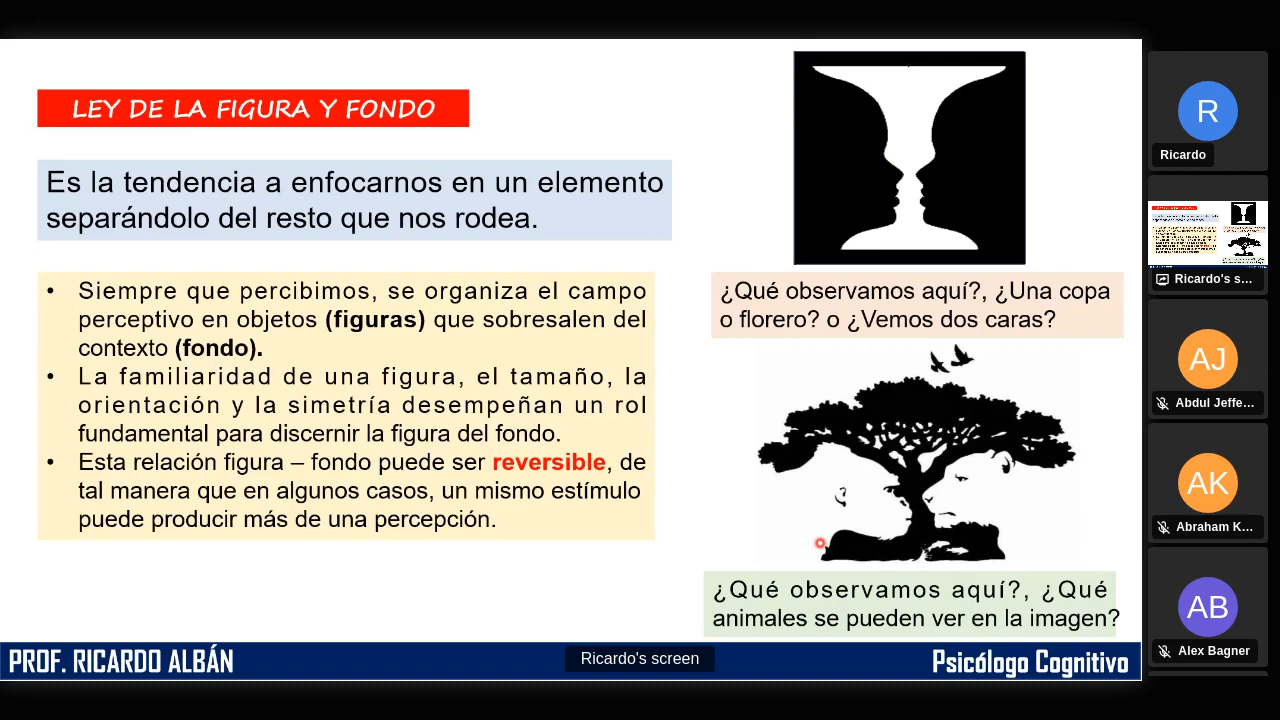 LEY DE LA FIGURA Y FONDO
Es la tendencia a enfocarnos en un elemento
separándolo del resto que nos rodea.
• Siempre que percibimos, se organiza el campo
perceptivo en objetos (figuras) que sobresalen del
contexto (fondo).
• La familiaridad de una figura, el tamaño, la
orientación y la simetría desempeñan un rol
fundamental para discernir la figura del fondo.
• Esta relación figura – fondo puede ser reversible, de
tal manera que en algunos casos, un mismo estímulo
puede producir más de una percepción.
¿Qué observamos aquí?, ¿Una copa
o florero? o ¿Vemos dos caras?
¿Qué observamos aquí?, ¿Qué
animales se pueden ver en la imagen?
PROF. RICARDO ALBÁN
Ricardo's screen
Psicólogo Cognitivo
R
Ricardo
Ricardo's s...
AJ
Abdul Jeffe...
AK
Abraham K...
AB
Alex Bagner